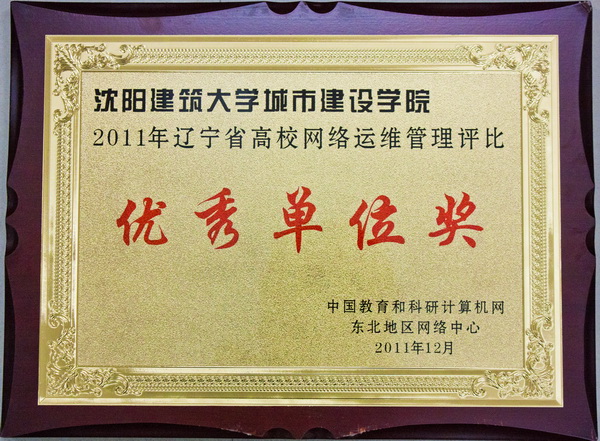 沈阳建筑大学城市建设学院
2011年辽宁省高校网络运维管理评比
优秀单位奖
中国教育和科研计算机网
东北地区网络中心
2011年12月